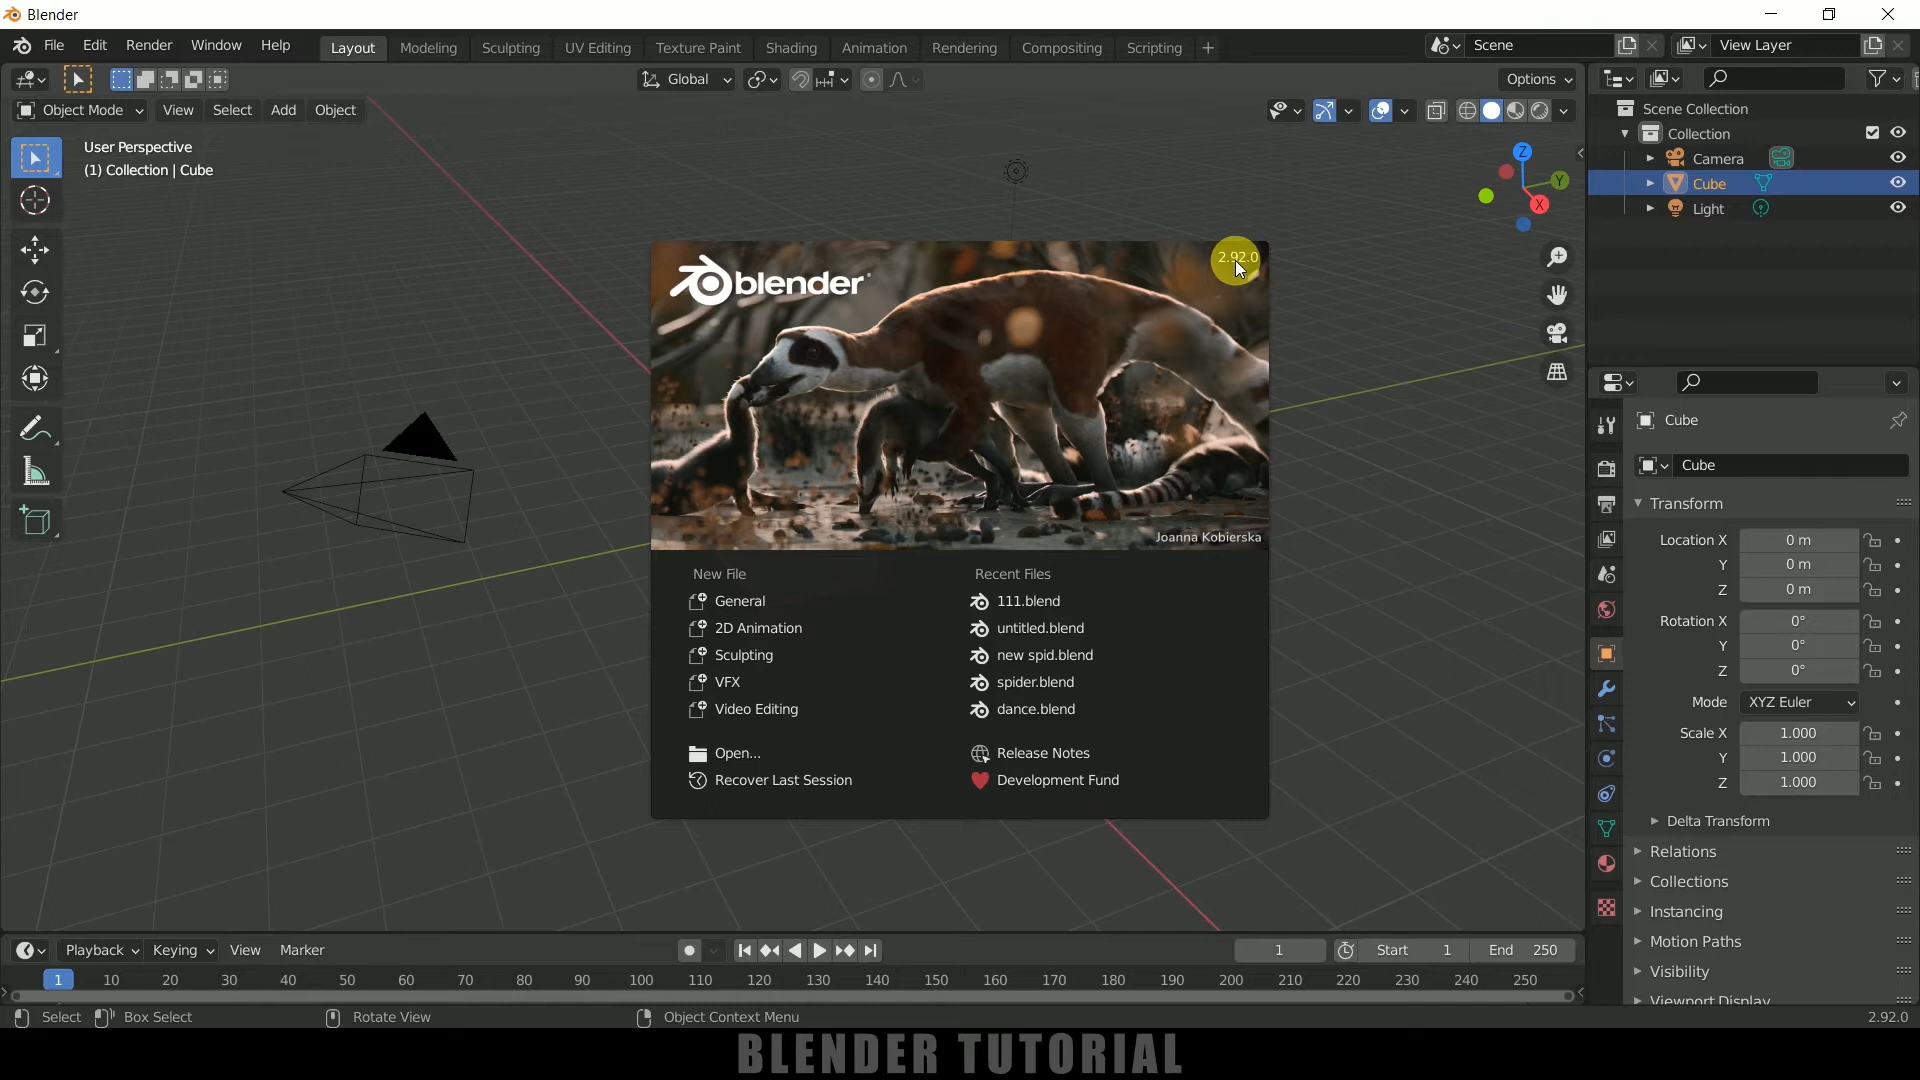 Blender
File Edit Render Window Help Layout Modeling Sculpting UV Editing Texture Paint Shading Animation Rendering Compositing Scripting + Scene View Layer
Global Options
Object Mode View Select Add Object
User Perspective
(1) Collection | Cube
Z
Y
X
Scene Collection
Collection
Camera
Cube
Light
blender
2.92.0
Joanna Kobierska
New File
General
2D Animation
Sculpting
VFX
Video Editing
Open...
Recover Last Session
Recent Files
111.blend
untitled.blend
new spid.blend
spider.blend
dance.blend
Release Notes
Development Fund
Cube
Cube
Transform
Location X 0 m
Y 0 m
Z 0 m
Rotation X 0°
Y 0°
Z 0°
Mode XYZ Euler
Scale X 1.000
Y 1.000
Z 1.000
Delta Transform
Relations
Collections
Instancing
Motion Paths
Visibility
Viewport Display
Playback Keying View Marker 1 Start 1 End 250
1 10 20 30 40 50 60 70 80 90 100 110 120 130 140 150 160 170 180 190 200 210 220 230 240 250
Select Box Select Rotate View Object Context Menu 2.92.0
BLENDER TUTORIAL